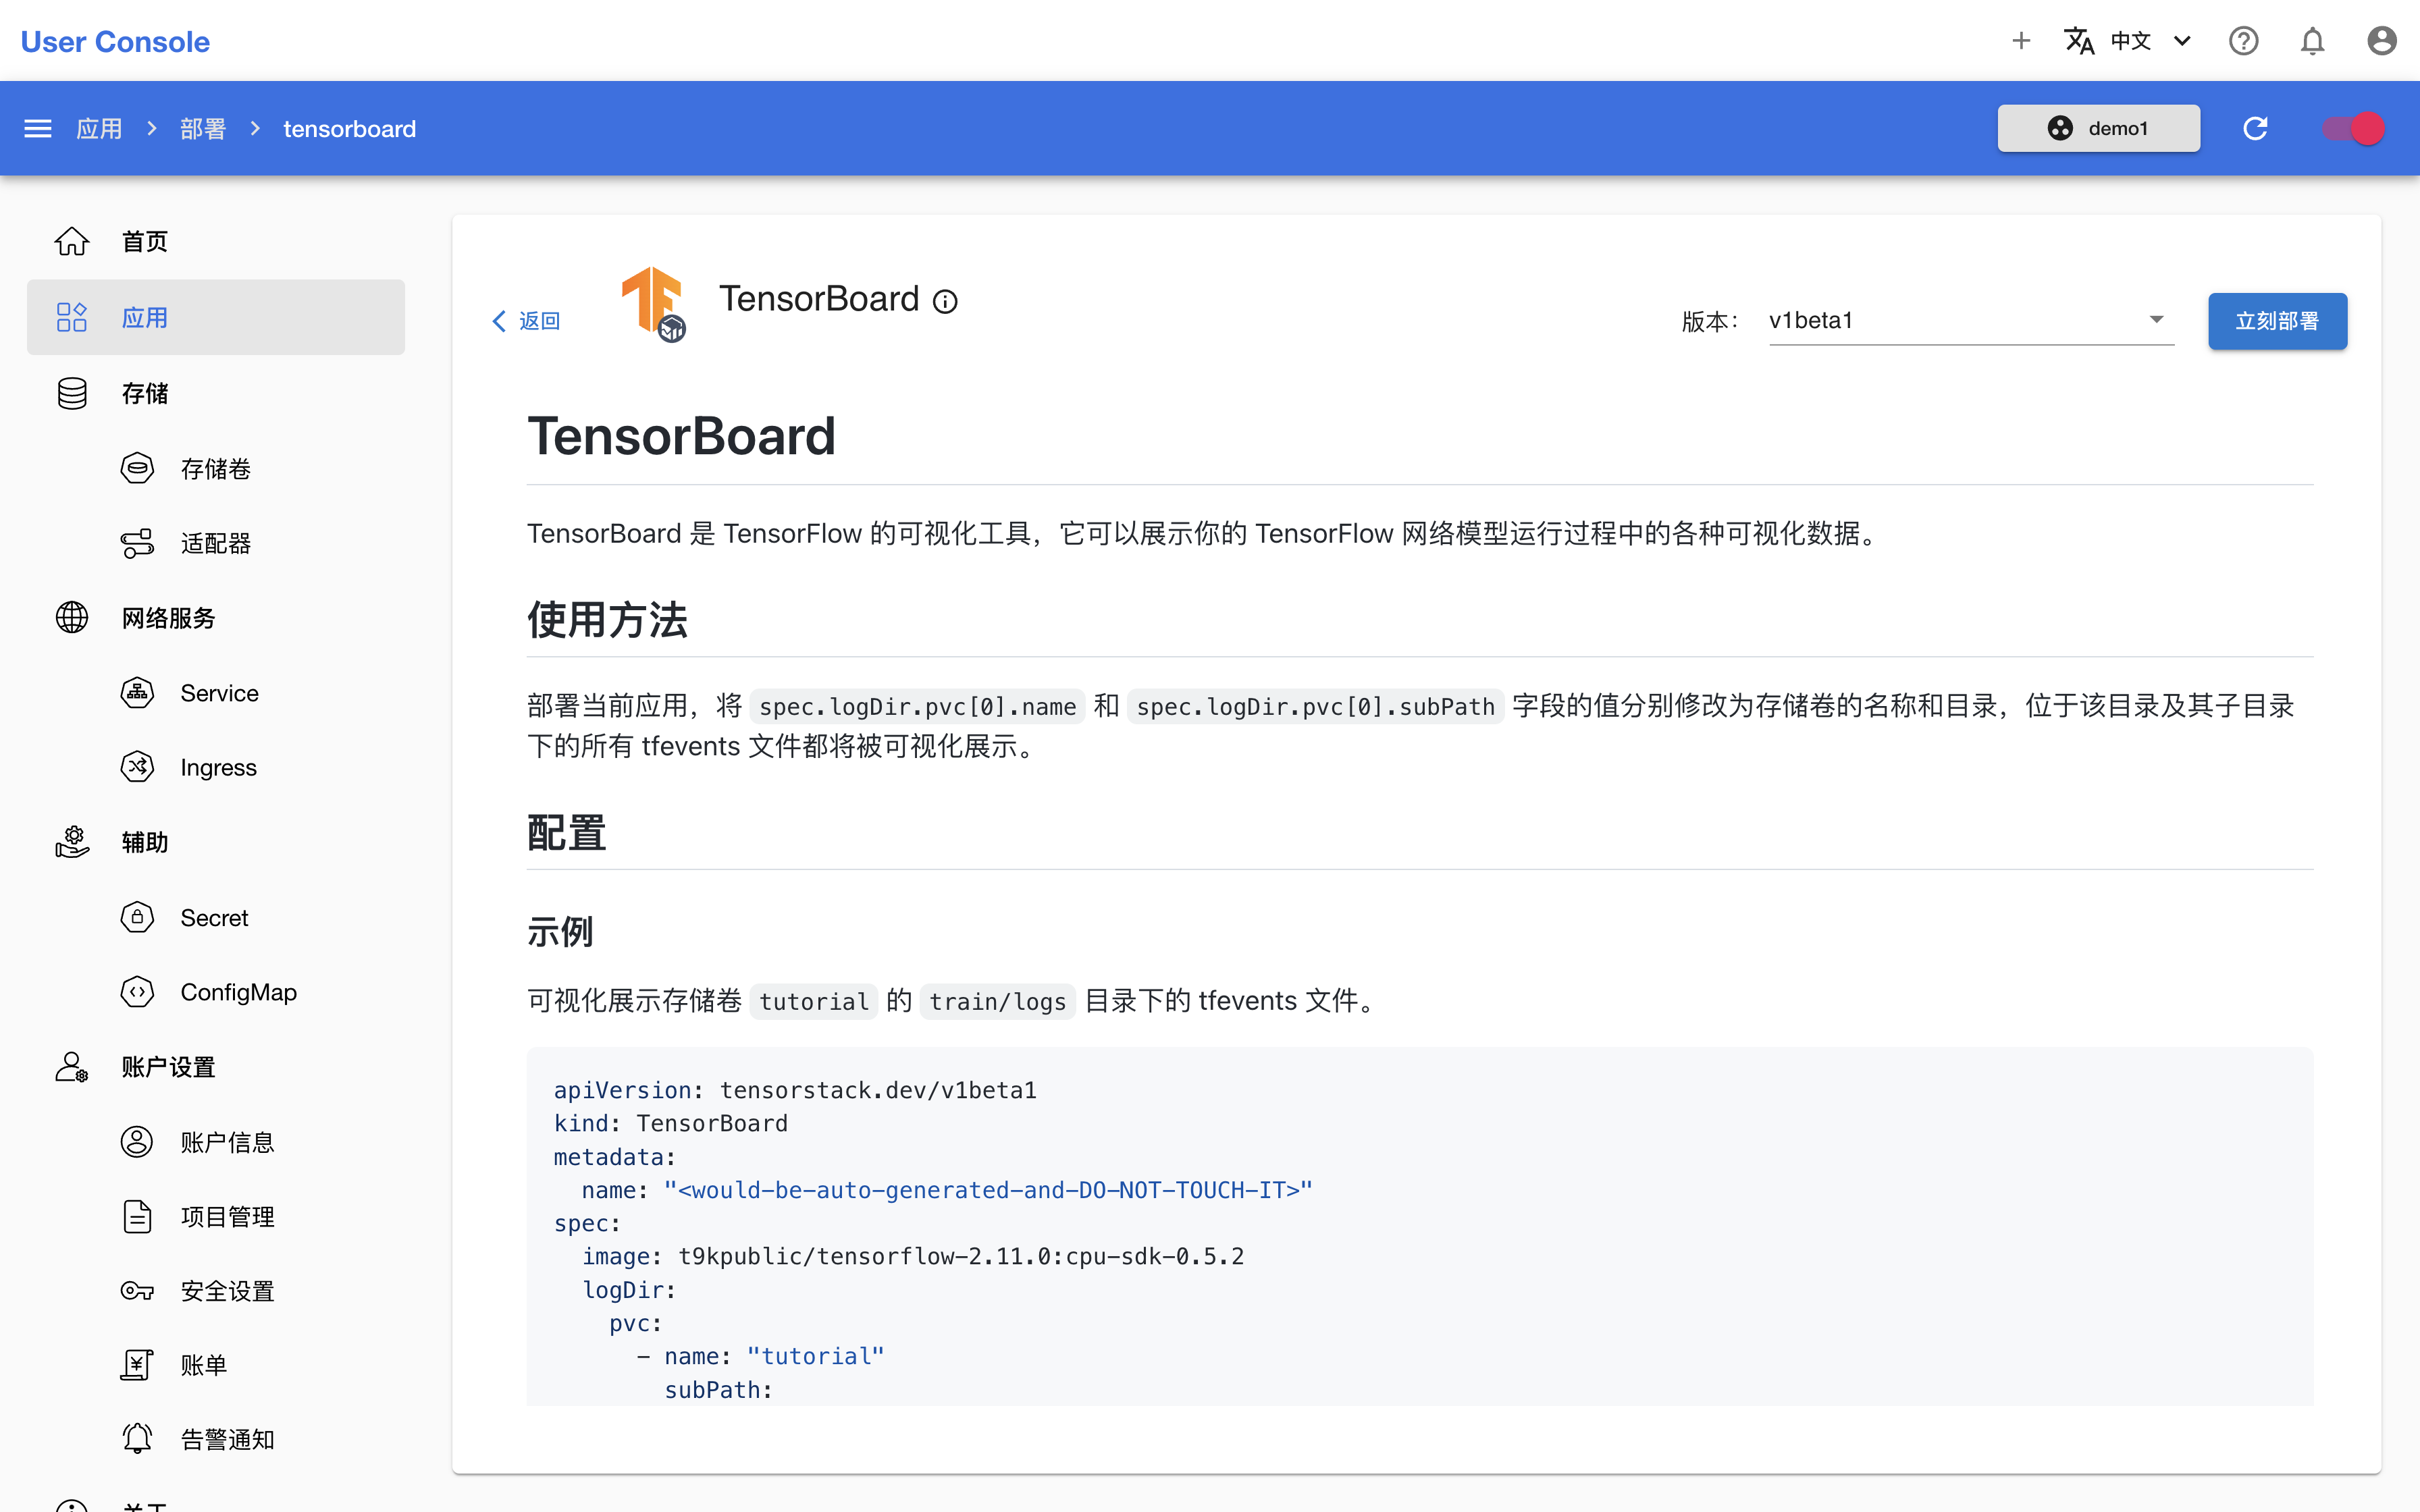 User Console
中文
应用 > 部署 > tensorboard
demo1
首页
应用
存储
存储卷
适配器
网络服务
Service
Ingress
辅助
Secret
ConfigMap
账户设置
账户信息
项目管理
安全设置
账单
告警通知
关于
返回
TensorBoard
版本：
v1beta1
立刻部署
TensorBoard
TensorBoard 是 TensorFlow 的可视化工具，它可以展示你的 TensorFlow 网络模型运行过程中的各种可视化数据。
使用方法
部署当前应用，将 spec.logDir.pvc[0].name 和 spec.logDir.pvc[0].subPath 字段的值分别修改为存储卷的名称和目录，位于该目录及其子目录
下的所有 tfevents 文件都将被可视化展示。
配置
示例
可视化展示存储卷 tutorial 的 train/logs 目录下的 tfevents 文件。
apiVersion: tensorstack.dev/v1beta1
kind: TensorBoard
metadata:
  name: "<would-be-auto-generated-and-DO-NOT-TOUCH-IT>"
spec:
  image: t9kpublic/tensorflow-2.11.0:cpu-sdk-0.5.2
  logDir:
    pvc:
      - name: "tutorial"
        subPath: